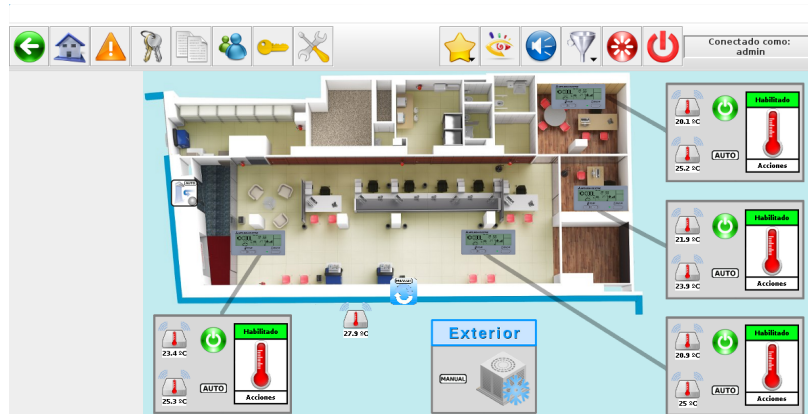 Conectado como:
admin
Habilitado
20.1 ºC
25.2 ºC
AUTO
Acciones
AUTO
Habilitado
21.9 ºC
23.9 ºC
AUTO
Acciones
MANUAL
27.9 ºC
Habilitado
23.4 ºC
25.3 ºC
AUTO
Acciones
Exterior
MANUAL
Habilitado
20.9 ºC
25 ºC
AUTO
Acciones